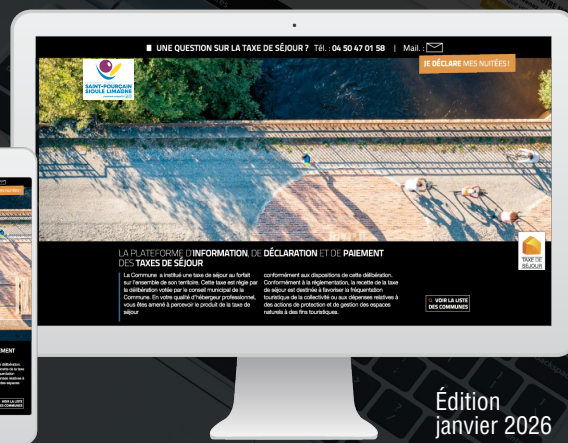 UNE QUESTION SUR LA TAXE DE SÉJOUR ? Tél. : 04 50 47 01 58 | Mail. :
JE DÉCLARE MES NUITÉES !
SAINT-POURÇAIN
SIOULE LIMAGNE
LA PLATEFORME D'INFORMATION, DE DÉCLARATION ET DE PAIEMENT
DES TAXES DE SÉJOUR
La Commune a institué une taxe de séjour au forfait
sur l'ensemble de son territoire. Cette taxe est régie par
la délibération votée par le conseil municipal de la
Commune. En votre qualité d'hébergeur professionnel,
vous êtes amené à percevoir le produit de la taxe de
séjour
conformément aux dispositions de cette délibération.
Conformément à la réglementation, la recette de la taxe
de séjour est destinée à favoriser la fréquentation
touristique de la collectivité ou aux dépenses relatives à
des actions de protection et de gestion des espaces
naturels à des fins touristiques.
TAXE DE
SÉJOUR
VOIR LA LISTE
DES COMMUNES
Édition
janvier 2026